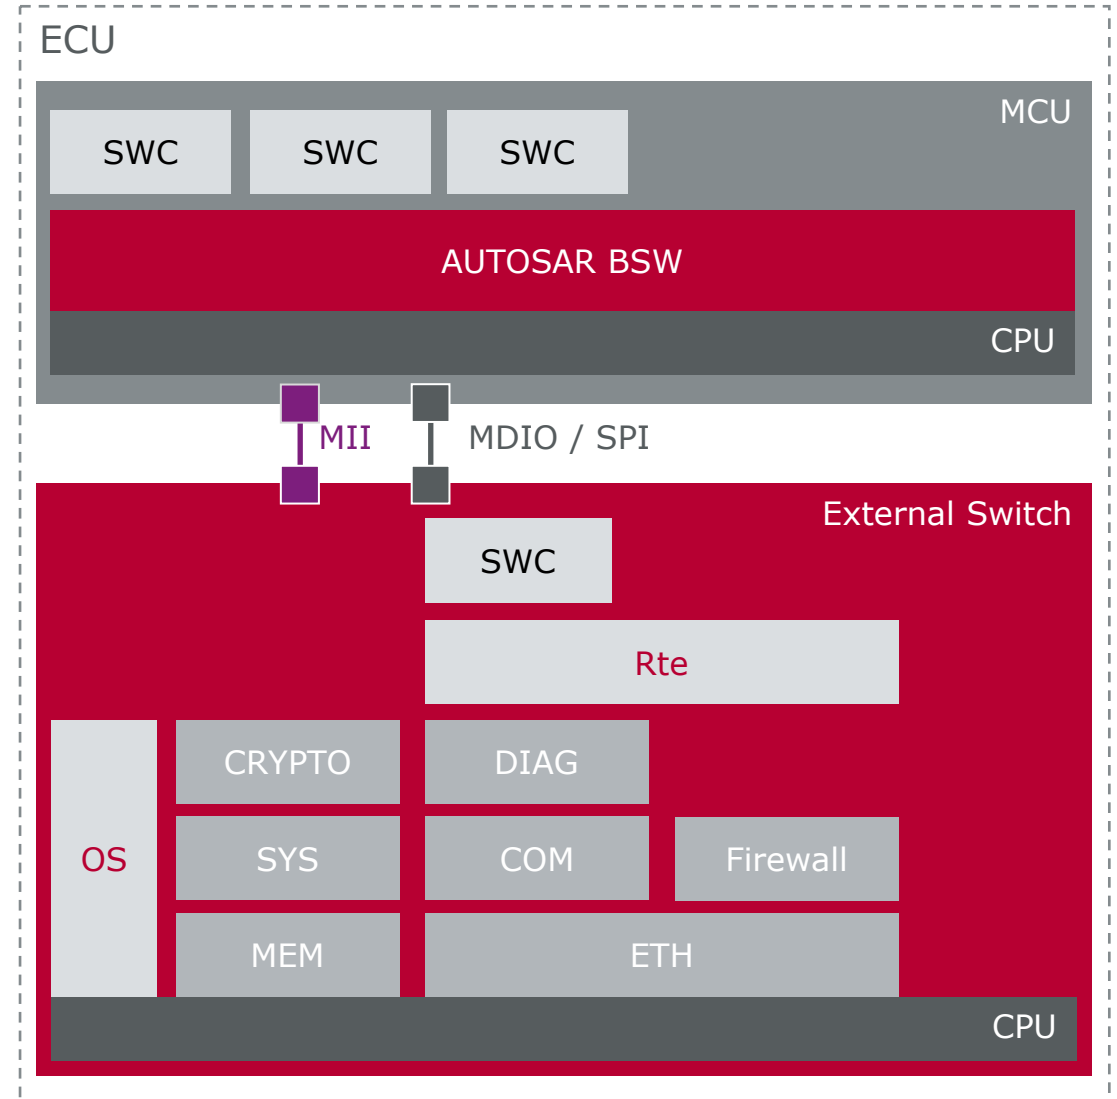 ECU
MCU
SWC SWC SWC
AUTOSAR BSW
CPU
MII MDIO / SPI
External Switch
SWC
Rte
CRYPTO DIAG
OS SYS COM Firewall
MEM ETH
CPU